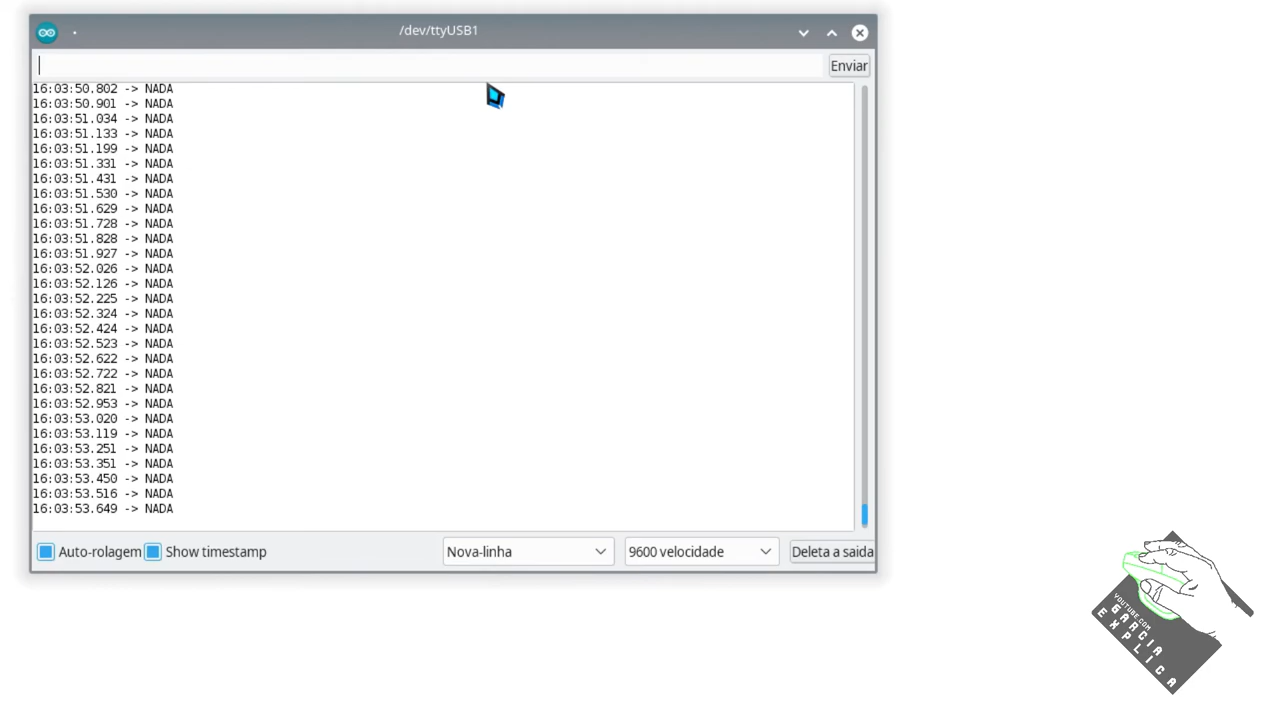 /dev/ttyUSB1
Enviar
16:03:50.802 -> NADA
16:03:50.901 -> NADA
16:03:51.034 -> NADA
16:03:51.133 -> NADA
16:03:51.199 -> NADA
16:03:51.331 -> NADA
16:03:51.431 -> NADA
16:03:51.530 -> NADA
16:03:51.629 -> NADA
16:03:51.728 -> NADA
16:03:51.828 -> NADA
16:03:51.927 -> NADA
16:03:52.026 -> NADA
16:03:52.126 -> NADA
16:03:52.225 -> NADA
16:03:52.324 -> NADA
16:03:52.424 -> NADA
16:03:52.523 -> NADA
16:03:52.622 -> NADA
16:03:52.722 -> NADA
16:03:52.821 -> NADA
16:03:52.953 -> NADA
16:03:53.020 -> NADA
16:03:53.119 -> NADA
16:03:53.251 -> NADA
16:03:53.351 -> NADA
16:03:53.450 -> NADA
16:03:53.516 -> NADA
16:03:53.649 -> NADA
Auto-rolagem Show timestamp Nova-linha 9600 velocidade Deleta a saida
YOUTUBE.COM
GARCIA
EXPLICA